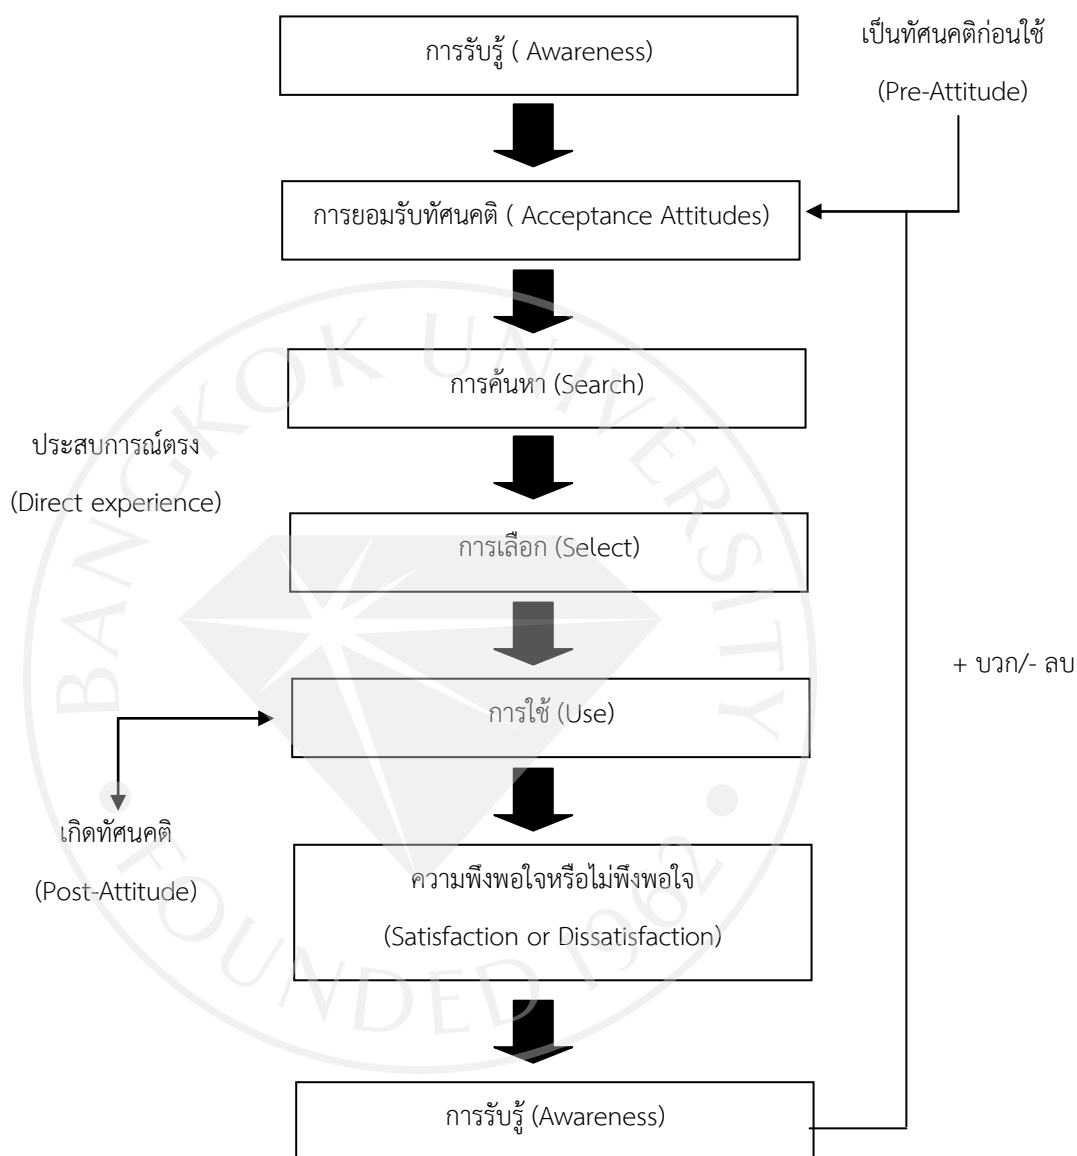 การรับรู้ ( Awareness)
เป็นทัศนคติก่อนใช้
(Pre-Attitude)
การยอมรับทัศนคติ ( Acceptance Attitudes)
การค้นหา (Search)
ประสบการณ์ตรง
(Direct experience)
การเลือก (Select)
+ บวก/- ลบ
การใช้ (Use)
เกิดทัศนคติ
(Post-Attitude)
ความพึงพอใจหรือไม่พึงพอใจ
(Satisfaction or Dissatisfaction)
การรับรู้ (Awareness)
BANGKOK UNIVERSITY
FOUNDED 1962